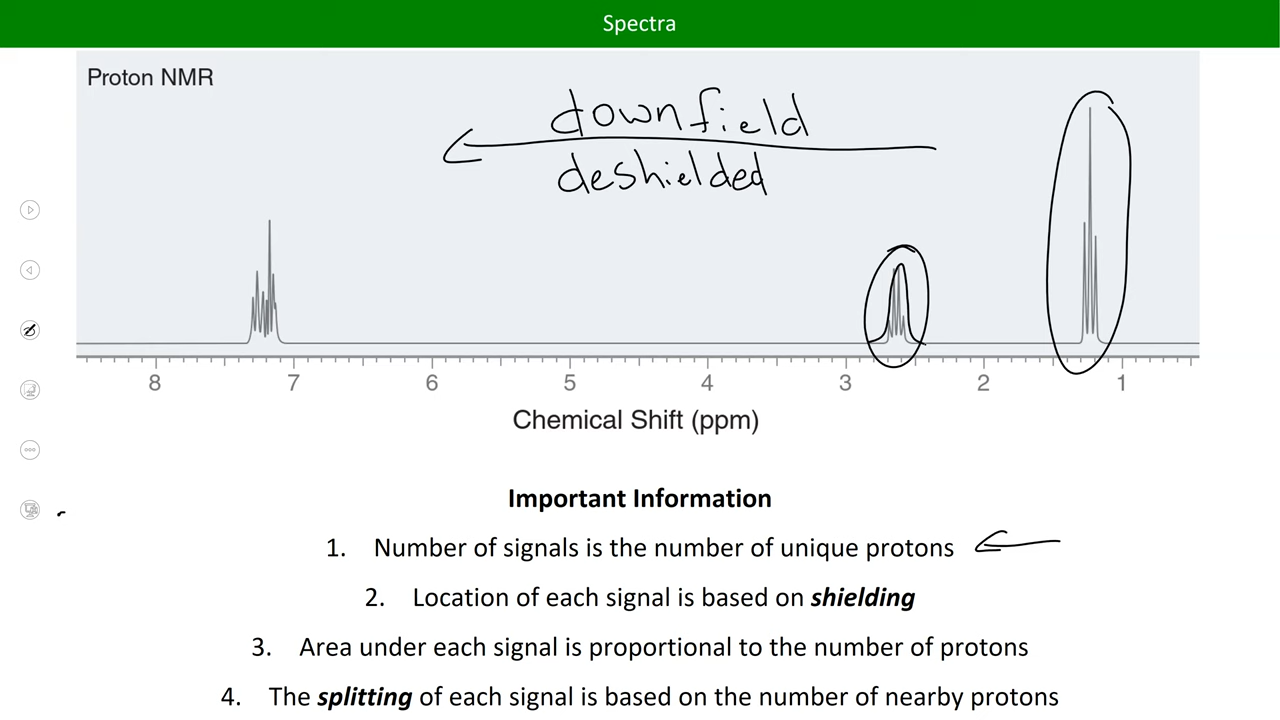 Spectra
Proton NMR
downfield
deshielded
8 7 6 5 4 3 2 1
Chemical Shift (ppm)
Important Information
1. Number of signals is the number of unique protons
2. Location of each signal is based on shielding
3. Area under each signal is proportional to the number of protons
4. The splitting of each signal is based on the number of nearby protons